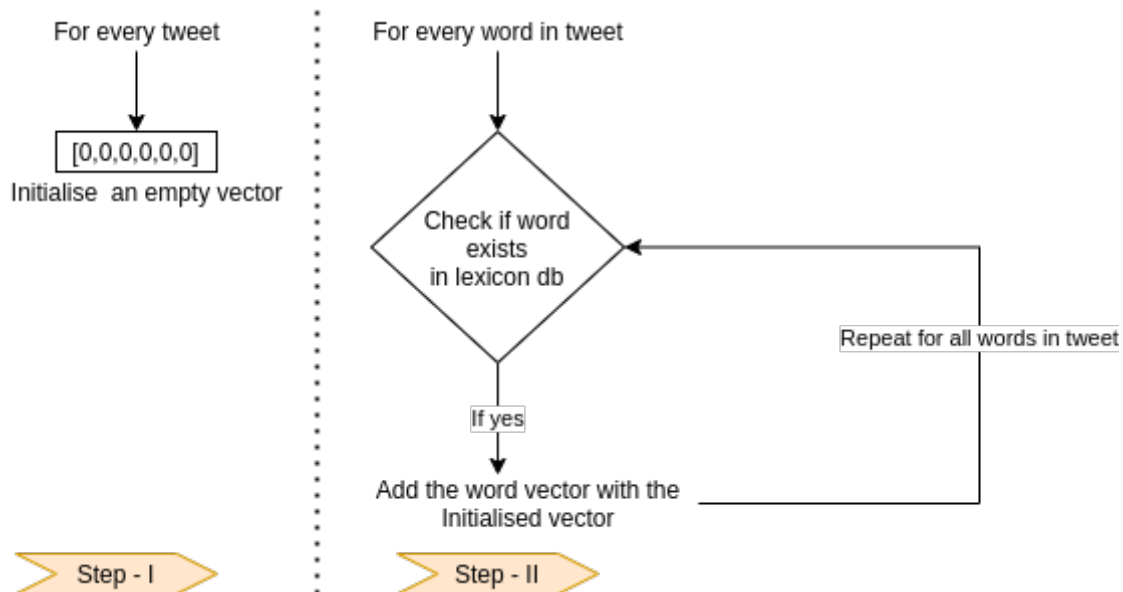 For every tweet
[0,0,0,0,0,0]
Initialise an empty vector
Step - I
For every word in tweet
Check if word
exists
in lexicon db
If yes
Add the word vector with the
Initialised vector
Repeat for all words in tweet
Step - II